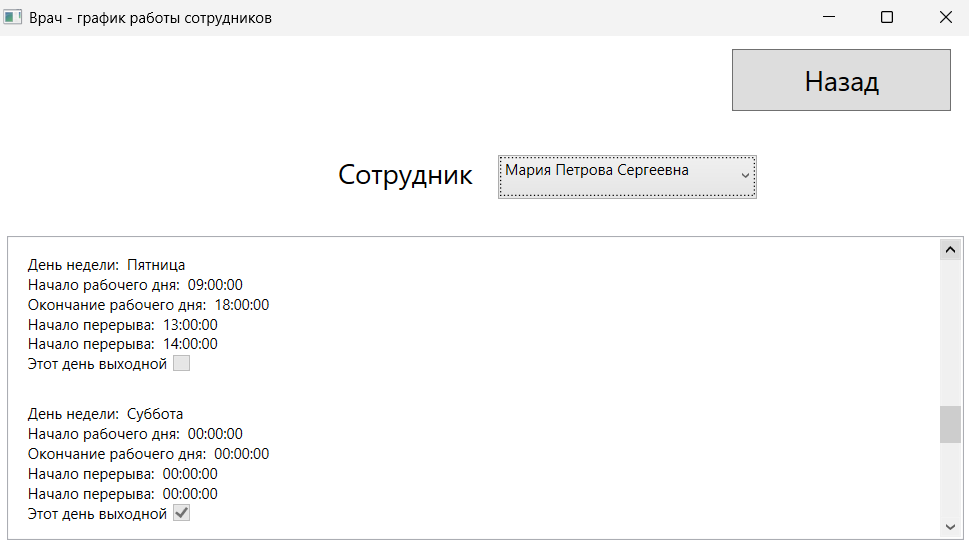 Врач - график работы сотрудников
Назад
Сотрудник
Мария Петрова Сергеевна
День недели: Пятница
Начало рабочего дня: 09:00:00
Окончание рабочего дня: 18:00:00
Начало перерыва: 13:00:00
Начало перерыва: 14:00:00
Этот день выходной
День недели: Суббота
Начало рабочего дня: 00:00:00
Окончание рабочего дня: 00:00:00
Начало перерыва: 00:00:00
Начало перерыва: 00:00:00
Этот день выходной